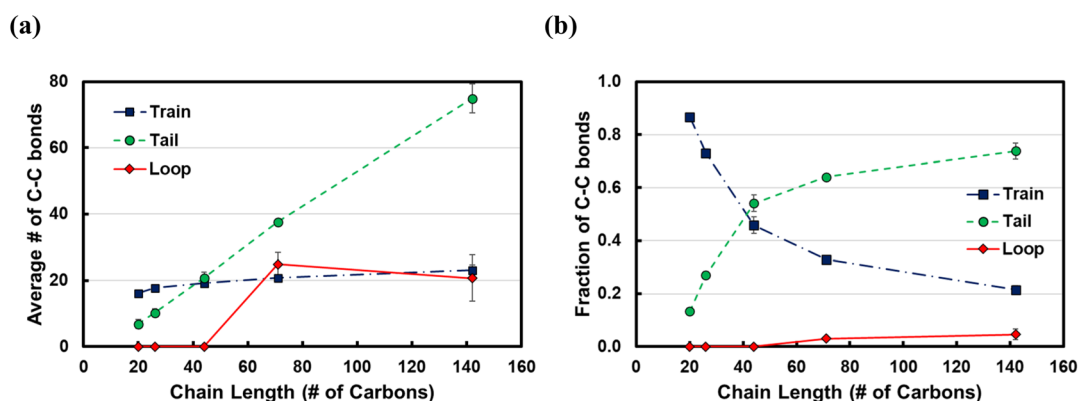 (a)
Average # of C-C bonds
80
60
40
20
0
Train
Tail
Loop
0 20 40 60 80 100 120 140 160
Chain Length (# of Carbons)
(b)
Fraction of C-C bonds
1.0
0.8
0.6
0.4
0.2
0.0
Train
Tail
Loop
0 20 40 60 80 100 120 140 160
Chain Length (# of Carbons)